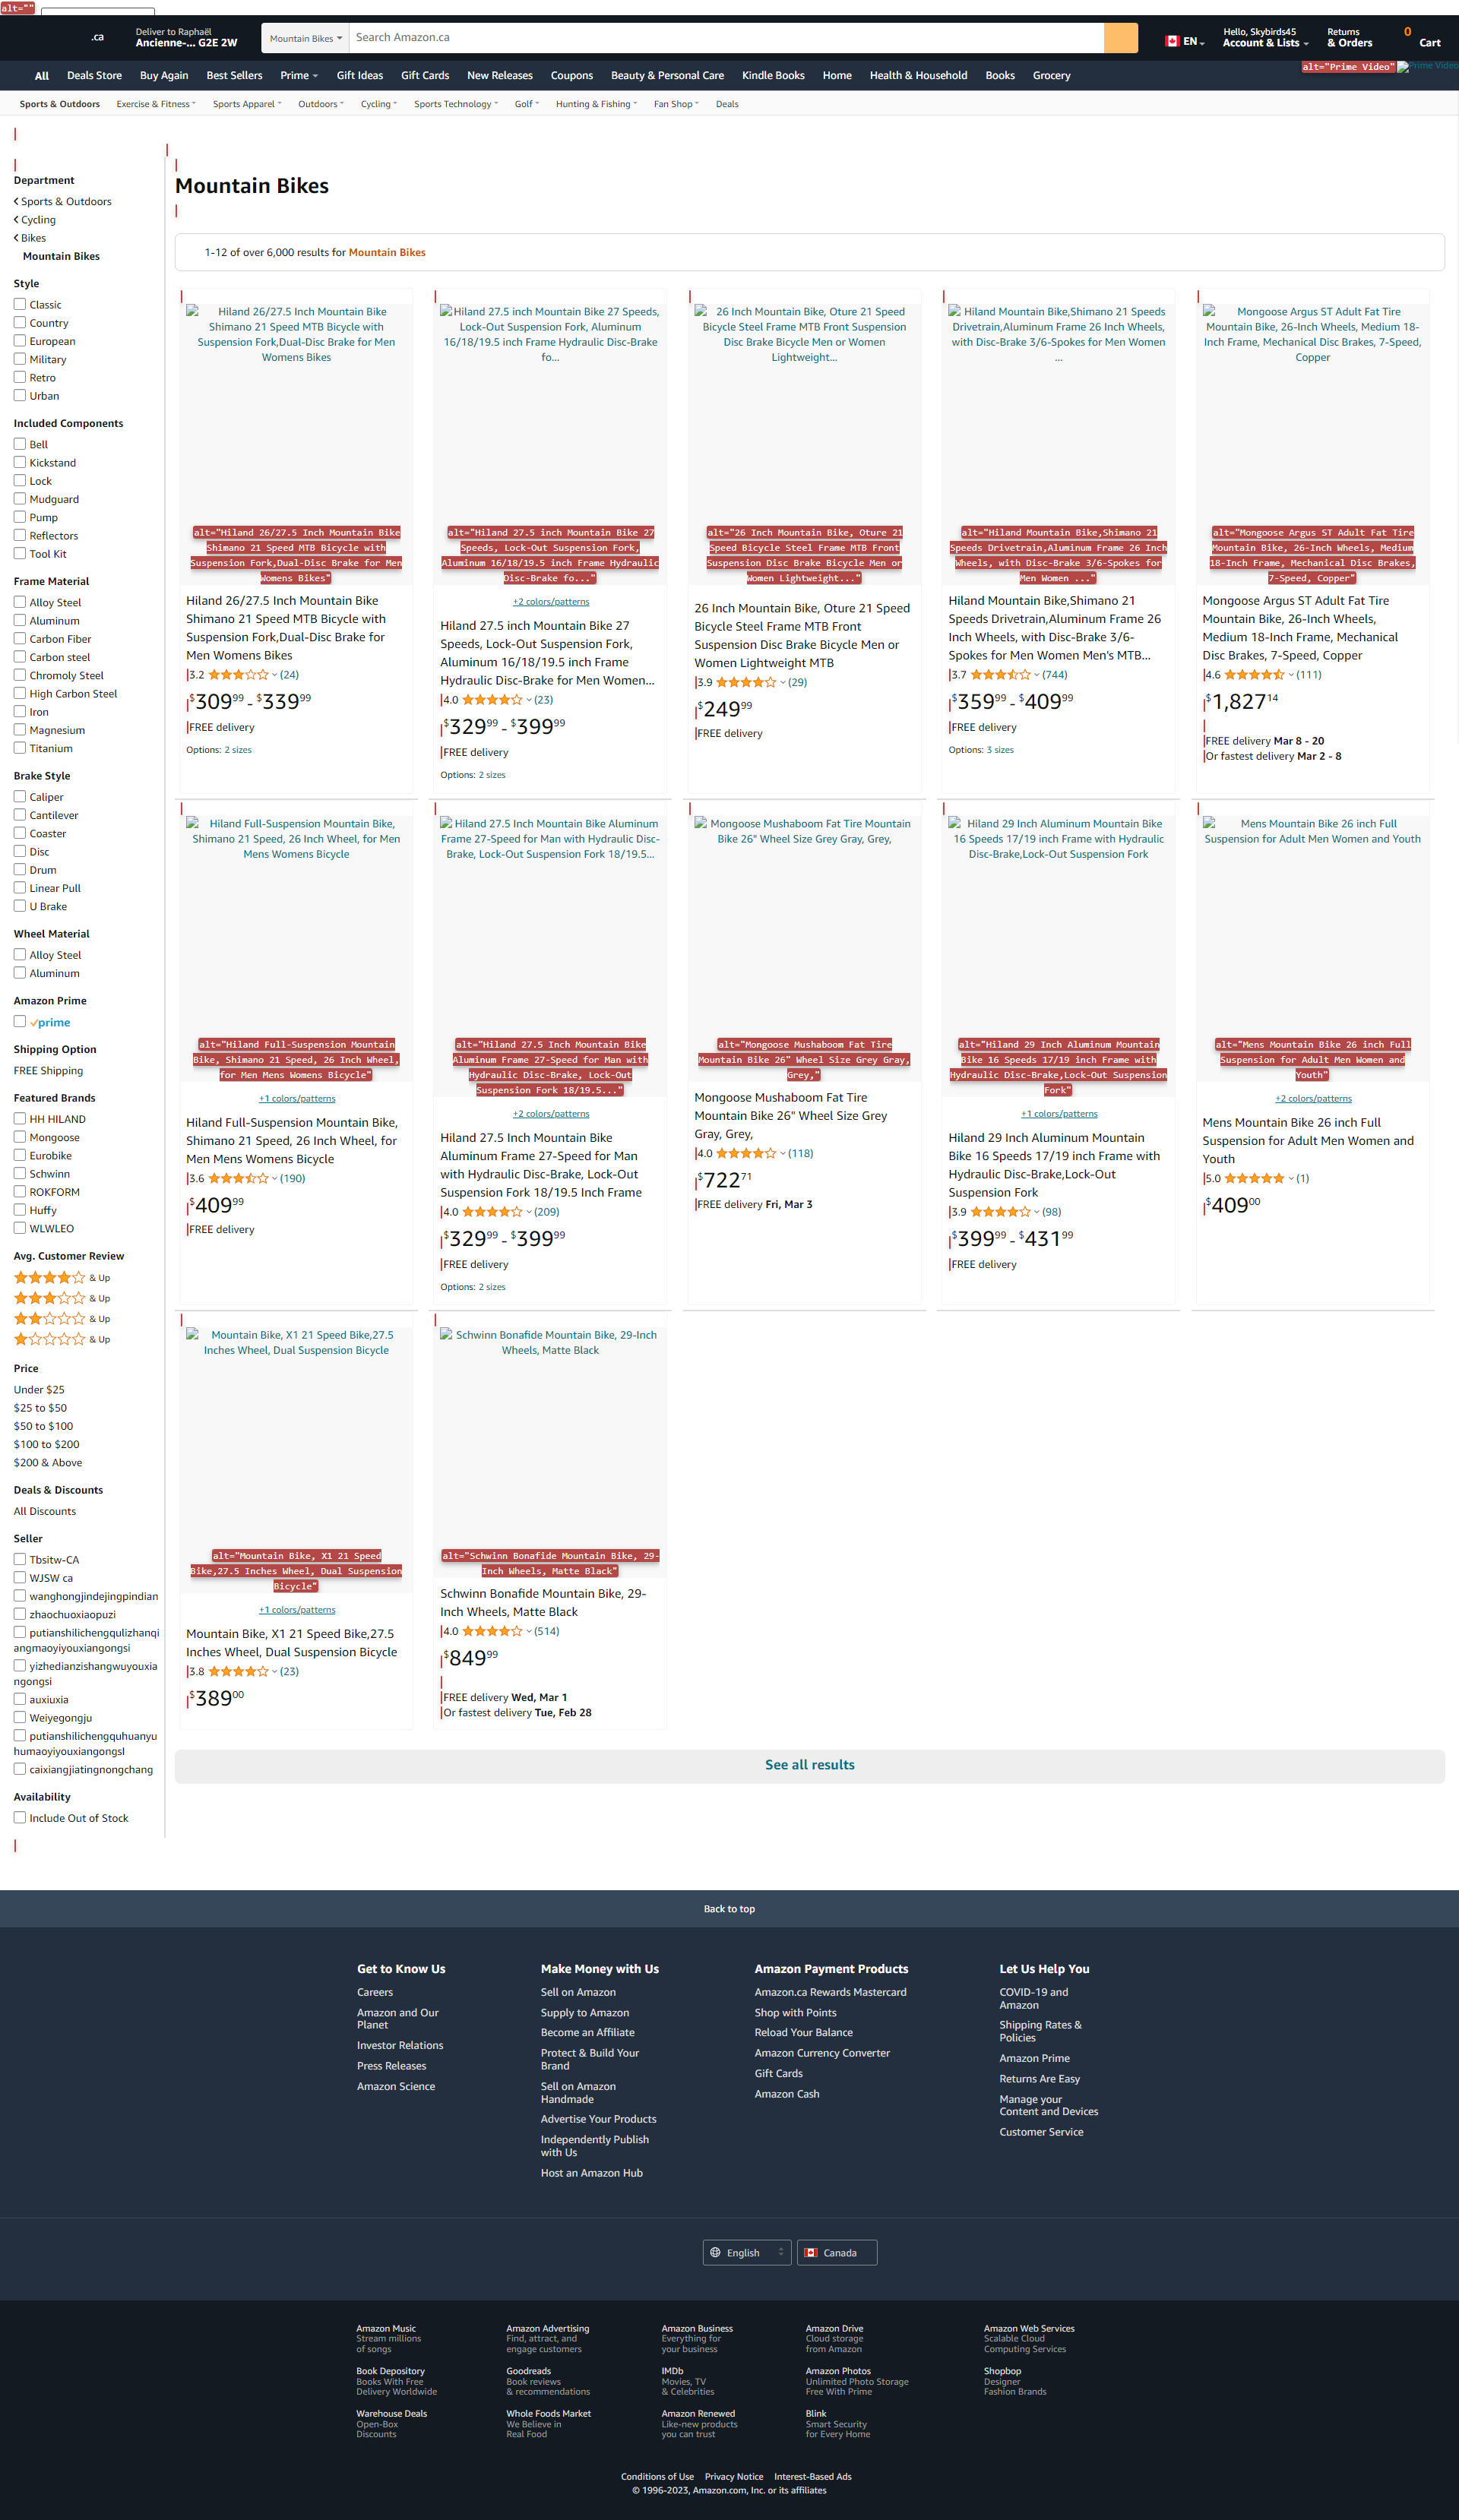 alt=""
.ca
Deliver to Raphaël
Ancienne-... G2E 2W
Mountain Bikes
Search Amazon.ca
EN
Hello, Skybirds45
Account & Lists
Returns
& Orders
0
Cart
All
Deals Store
Buy Again
Best Sellers
Prime
Gift Ideas
Gift Cards
New Releases
Coupons
Beauty & Personal Care
Kindle Books
Home
Health & Household
Books
Grocery
alt="Prime Video"
Prime Video
Sports & Outdoors
Exercise & Fitness
Sports Apparel
Outdoors
Cycling
Sports Technology
Golf
Hunting & Fishing
Fan Shop
Deals
Department
Sports & Outdoors
Cycling
Bikes
Mountain Bikes
Style
Classic
Country
European
Military
Retro
Urban
Included Components
Bell
Kickstand
Lock
Mudguard
Pump
Reflectors
Tool Kit
Frame Material
Alloy Steel
Aluminum
Carbon Fiber
Carbon steel
Chromoly Steel
High Carbon Steel
Iron
Magnesium
Titanium
Brake Style
Caliper
Cantilever
Coaster
Disc
Drum
Linear Pull
U Brake
Wheel Material
Alloy Steel
Aluminum
Amazon Prime
prime
Shipping Option
FREE Shipping
Featured Brands
HH HILAND
Mongoose
Eurobike
Schwinn
ROKFORM
Huffy
WLWLEO
Avg. Customer Review
& Up
& Up
& Up
& Up
Price
Under $25
$25 to $50
$50 to $100
$100 to $200
$200 & Above
Deals & Discounts
All Discounts
Seller
Tbsitw-CA
WJSW ca
wanghongjindejingpindian
zhaochuoxiaopuzi
putianshilichengqulizhanqi
angmaoyiyouxiangongsi
yizhedianzishangwuyouxia
ngongsi
auxiuxia
Weiyegongju
putianshilichengquhuanyu
humaoyiyouxiangongsl
caixiangjiatingnongchang
Availability
Include Out of Stock
Mountain Bikes
1-12 of over 6,000 results for Mountain Bikes
Hiland 26/27.5 Inch Mountain Bike
Shimano 21 Speed MTB Bicycle with
Suspension Fork,Dual-Disc Brake for Men
Womens Bikes
alt="Hiland 26/27.5 Inch Mountain Bike
Shimano 21 Speed MTB Bicycle with
Suspension Fork,Dual-Disc Brake for Men
Womens Bikes"
Hiland 26/27.5 Inch Mountain Bike
Shimano 21 Speed MTB Bicycle with
Suspension Fork,Dual-Disc Brake for
Men Womens Bikes
3.2 (24)
$309.99 - $339.99
FREE delivery
Options: 2 sizes
Hiland 27.5 inch Mountain Bike 27 Speeds,
Lock-Out Suspension Fork, Aluminum
16/18/19.5 inch Frame Hydraulic Disc-Brake
fo...
alt="Hiland 27.5 inch Mountain Bike 27
Speeds, Lock-Out Suspension Fork,
Aluminum 16/18/19.5 inch Frame Hydraulic
Disc-Brake fo..."
+2 colors/patterns
Hiland 27.5 inch Mountain Bike 27
Speeds, Lock-Out Suspension Fork,
Aluminum 16/18/19.5 inch Frame
Hydraulic Disc-Brake for Men Women...
4.0 (23)
$329.99 - $399.99
FREE delivery
Options: 2 sizes
26 Inch Mountain Bike, Oture 21 Speed
Bicycle Steel Frame MTB Front Suspension
Disc Brake Bicycle Men or Women
Lightweight...
alt="26 Inch Mountain Bike, Oture 21
Speed Bicycle Steel Frame MTB Front
Suspension Disc Brake Bicycle Men or
Women Lightweight..."
26 Inch Mountain Bike, Oture 21 Speed
Bicycle Steel Frame MTB Front
Suspension Disc Brake Bicycle Men or
Women Lightweight MTB
3.9 (29)
$249.99
FREE delivery
Hiland Mountain Bike,Shimano 21 Speeds
Drivetrain,Aluminum Frame 26 Inch Wheels,
with Disc-Brake 3/6-Spokes for Men Women
...
alt="Hiland Mountain Bike,Shimano 21
Speeds Drivetrain,Aluminum Frame 26 Inch
Wheels, with Disc-Brake 3/6-Spokes for
Men Women ..."
Hiland Mountain Bike,Shimano 21
Speeds Drivetrain,Aluminum Frame 26
Inch Wheels, with Disc-Brake 3/6-
Spokes for Men Women Men's MTB...
3.7 (744)
$359.99 - $409.99
FREE delivery
Options: 3 sizes
Mongoose Argus ST Adult Fat Tire
Mountain Bike, 26-Inch Wheels, Medium 18-
Inch Frame, Mechanical Disc Brakes, 7-Speed,
Copper
alt="Mongoose Argus ST Adult Fat Tire
Mountain Bike, 26-Inch Wheels, Medium
18-Inch Frame, Mechanical Disc Brakes,
7-Speed, Copper"
Mongoose Argus ST Adult Fat Tire
Mountain Bike, 26-Inch Wheels,
Medium 18-Inch Frame, Mechanical
Disc Brakes, 7-Speed, Copper
4.6 (111)
$1,827.14
FREE delivery Mar 8 - 20
Or fastest delivery Mar 2 - 8
Hiland Full-Suspension Mountain Bike,
Shimano 21 Speed, 26 Inch Wheel, for Men
Mens Womens Bicycle
alt="Hiland Full-Suspension Mountain
Bike, Shimano 21 Speed, 26 Inch Wheel,
for Men Mens Womens Bicycle"
+1 colors/patterns
Hiland Full-Suspension Mountain Bike,
Shimano 21 Speed, 26 Inch Wheel, for
Men Mens Womens Bicycle
3.6 (190)
$409.99
FREE delivery
Hiland 27.5 Inch Mountain Bike Aluminum
Frame 27-Speed for Man with Hydraulic Disc-
Brake, Lock-Out Suspension Fork 18/19.5...
alt="Hiland 27.5 Inch Mountain Bike
Aluminum Frame 27-Speed for Man with
Hydraulic Disc-Brake, Lock-Out
Suspension Fork 18/19.5..."
+2 colors/patterns
Hiland 27.5 Inch Mountain Bike
Aluminum Frame 27-Speed for Man
with Hydraulic Disc-Brake, Lock-Out
Suspension Fork 18/19.5 Inch Frame
4.0 (209)
$329.99 - $399.99
FREE delivery
Options: 2 sizes
Mongoose Mushaboom Fat Tire Mountain
Bike 26" Wheel Size Grey Gray, Grey,
alt="Mongoose Mushaboom Fat Tire
Mountain Bike 26” Wheel Size Grey Gray,
Grey,"
Mongoose Mushaboom Fat Tire
Mountain Bike 26" Wheel Size Grey
Gray, Grey,
4.0 (118)
$722.71
FREE delivery Fri, Mar 3
Hiland 29 Inch Aluminum Mountain Bike
16 Speeds 17/19 inch Frame with Hydraulic
Disc-Brake,Lock-Out Suspension Fork
alt="Hiland 29 Inch Aluminum Mountain
Bike 16 Speeds 17/19 inch Frame with
Hydraulic Disc-Brake,Lock-Out Suspension
Fork"
+1 colors/patterns
Hiland 29 Inch Aluminum Mountain
Bike 16 Speeds 17/19 inch Frame with
Hydraulic Disc-Brake,Lock-Out
Suspension Fork
3.9 (98)
$399.99 - $431.99
FREE delivery
Mens Mountain Bike 26 inch Full
Suspension for Adult Men Women and Youth
alt="Mens Mountain Bike 26 inch Full
Suspension for Adult Men Women and
Youth"
+2 colors/patterns
Mens Mountain Bike 26 inch Full
Suspension for Adult Men Women and
Youth
5.0 (1)
$409.00
Mountain Bike, X1 21 Speed Bike,27.5
Inches Wheel, Dual Suspension Bicycle
alt="Mountain Bike, X1 21 Speed
Bike,27.5 Inches Wheel, Dual Suspension
Bicycle"
+1 colors/patterns
Mountain Bike, X1 21 Speed Bike,27.5
Inches Wheel, Dual Suspension Bicycle
3.8 (23)
$389.00
Schwinn Bonafide Mountain Bike, 29-Inch
Wheels, Matte Black
alt="Schwinn Bonafide Mountain Bike, 29-
Inch Wheels, Matte Black"
Schwinn Bonafide Mountain Bike, 29-
Inch Wheels, Matte Black
4.0 (514)
$849.99
FREE delivery Wed, Mar 1
Or fastest delivery Tue, Feb 28
See all results
Back to top
Get to Know Us
Careers
Amazon and Our
Planet
Investor Relations
Press Releases
Amazon Science
Make Money with Us
Sell on Amazon
Supply to Amazon
Become an Affiliate
Protect & Build Your
Brand
Sell on Amazon
Handmade
Advertise Your Products
Independently Publish
with Us
Host an Amazon Hub
Amazon Payment Products
Amazon.ca Rewards Mastercard
Shop with Points
Reload Your Balance
Amazon Currency Converter
Gift Cards
Amazon Cash
Let Us Help You
COVID-19 and
Amazon
Shipping Rates &
Policies
Amazon Prime
Returns Are Easy
Manage your
Content and Devices
Customer Service
English
Canada
Amazon Music
Stream millions
of songs
Amazon Advertising
Find, attract, and
engage customers
Amazon Business
Everything for
your business
Amazon Drive
Cloud storage
from Amazon
Amazon Web Services
Scalable Cloud
Computing Services
Book Depository
Books With Free
Delivery Worldwide
Goodreads
Book reviews
& recommendations
IMDb
Movies, TV
& Celebrities
Amazon Photos
Unlimited Photo Storage
Free With Prime
Shopbop
Designer
Fashion Brands
Warehouse Deals
Open-Box
Discounts
Whole Foods Market
We Believe in
Real Food
Amazon Renewed
Like-new products
you can trust
Blink
Smart Security
for Every Home
Conditions of Use
Privacy Notice
Interest-Based Ads
© 1996-2023, Amazon.com, Inc. or its affiliates